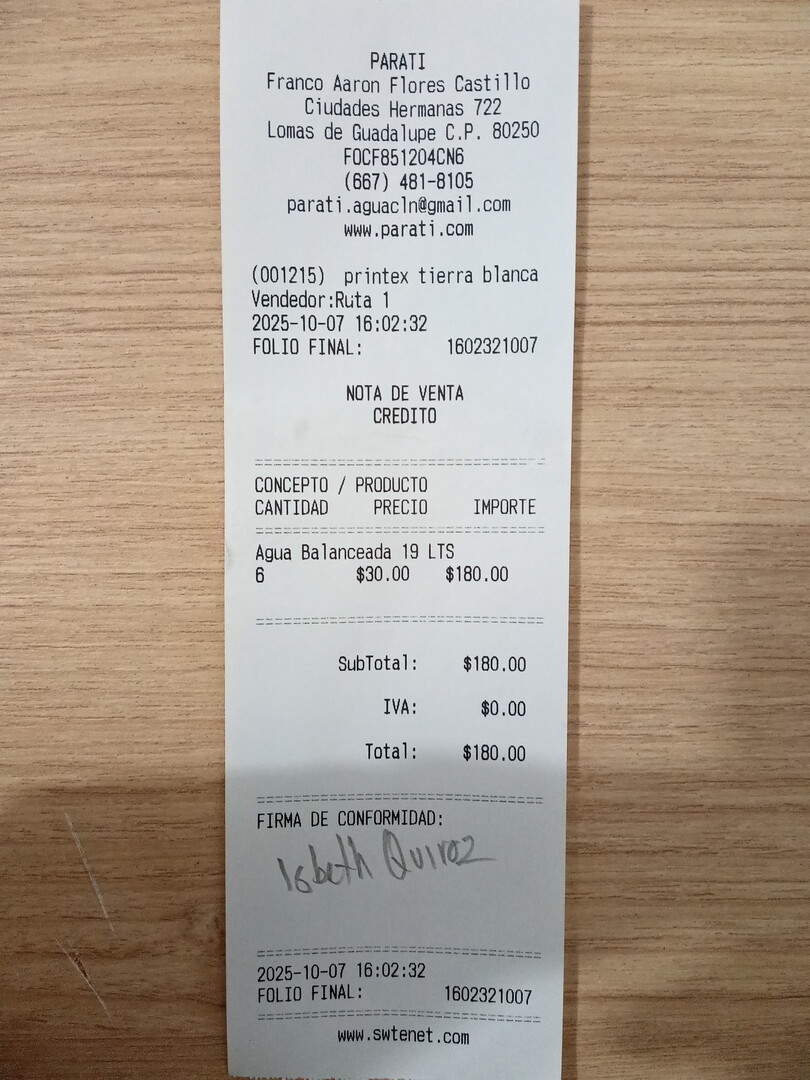 PARATI
Franco Aaron Flores Castillo
Ciudades Hermanas 722
Lomas de Guadalupe C.P. 80250
FOCF851204CN6
(667) 481-8105
parati.aguacln@gmail.com
www.parati.com
(001215) printex tierra blanca
Vendedor:Ruta 1
2025-10-07 16:02:32
FOLIO FINAL: 1602321007
NOTA DE VENTA
CREDITO
CONCEPTO / PRODUCTO
CANTIDAD PRECIO IMPORTE
Agua Balanceada 19 LTS
6 $30.00 $180.00
SubTotal: $180.00
IVA: $0.00
Total: $180.00
FIRMA DE CONFORMIDAD:
Isbeth Quiroz
2025-10-07 16:02:32
FOLIO FINAL: 1602321007
www.swtenet.com